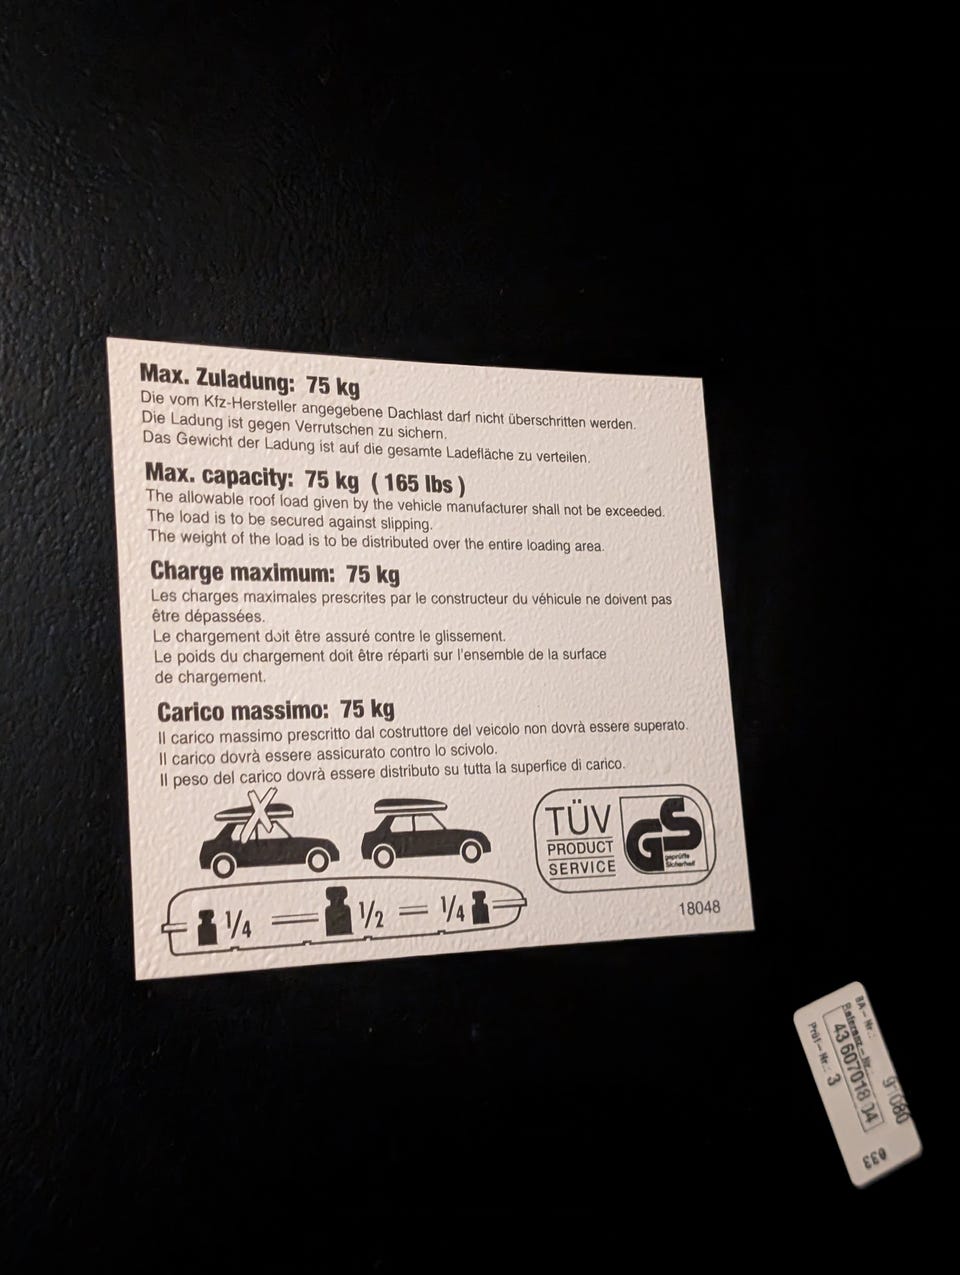 Max. Zuladung: 75 kg
Die vom Kfz-Hersteller angegebene Dachlast darf nicht überschritten werden.
Die Ladung ist gegen Verrutschen zu sichern.
Das Gewicht der Ladung ist auf die gesamte Ladefläche zu verteilen.
Max. capacity: 75 kg ( 165 lbs )
The allowable roof load given by the vehicle manufacturer shall not be exceeded.
The load is to be secured against slipping.
The weight of the load is to be distributed over the entire loading area.
Charge maximum: 75 kg
Les charges maximales prescrites par le constructeur du véhicule ne doivent pas
être dépassées.
Le chargement doit être assuré contre le glissement.
Le poids du chargement doit être réparti sur l'ensemble de la surface
de chargement.
Carico massimo: 75 kg
Il carico massimo prescritto dal costruttore del veicolo non dovrà essere superato.
Il carico dovrà essere assicurato contro lo scivolo.
Il peso del carico dovrà essere distributo su tutta la superfice di carico.
1/4 = 1/2 = 1/4
TÜV
PRODUCT
SERVICE
GS
geprüfte
Sicherheit
18048
BA-Nr.:
Referenz-Nr.:
43 607018 04
Prüf-Nr.: 3
033